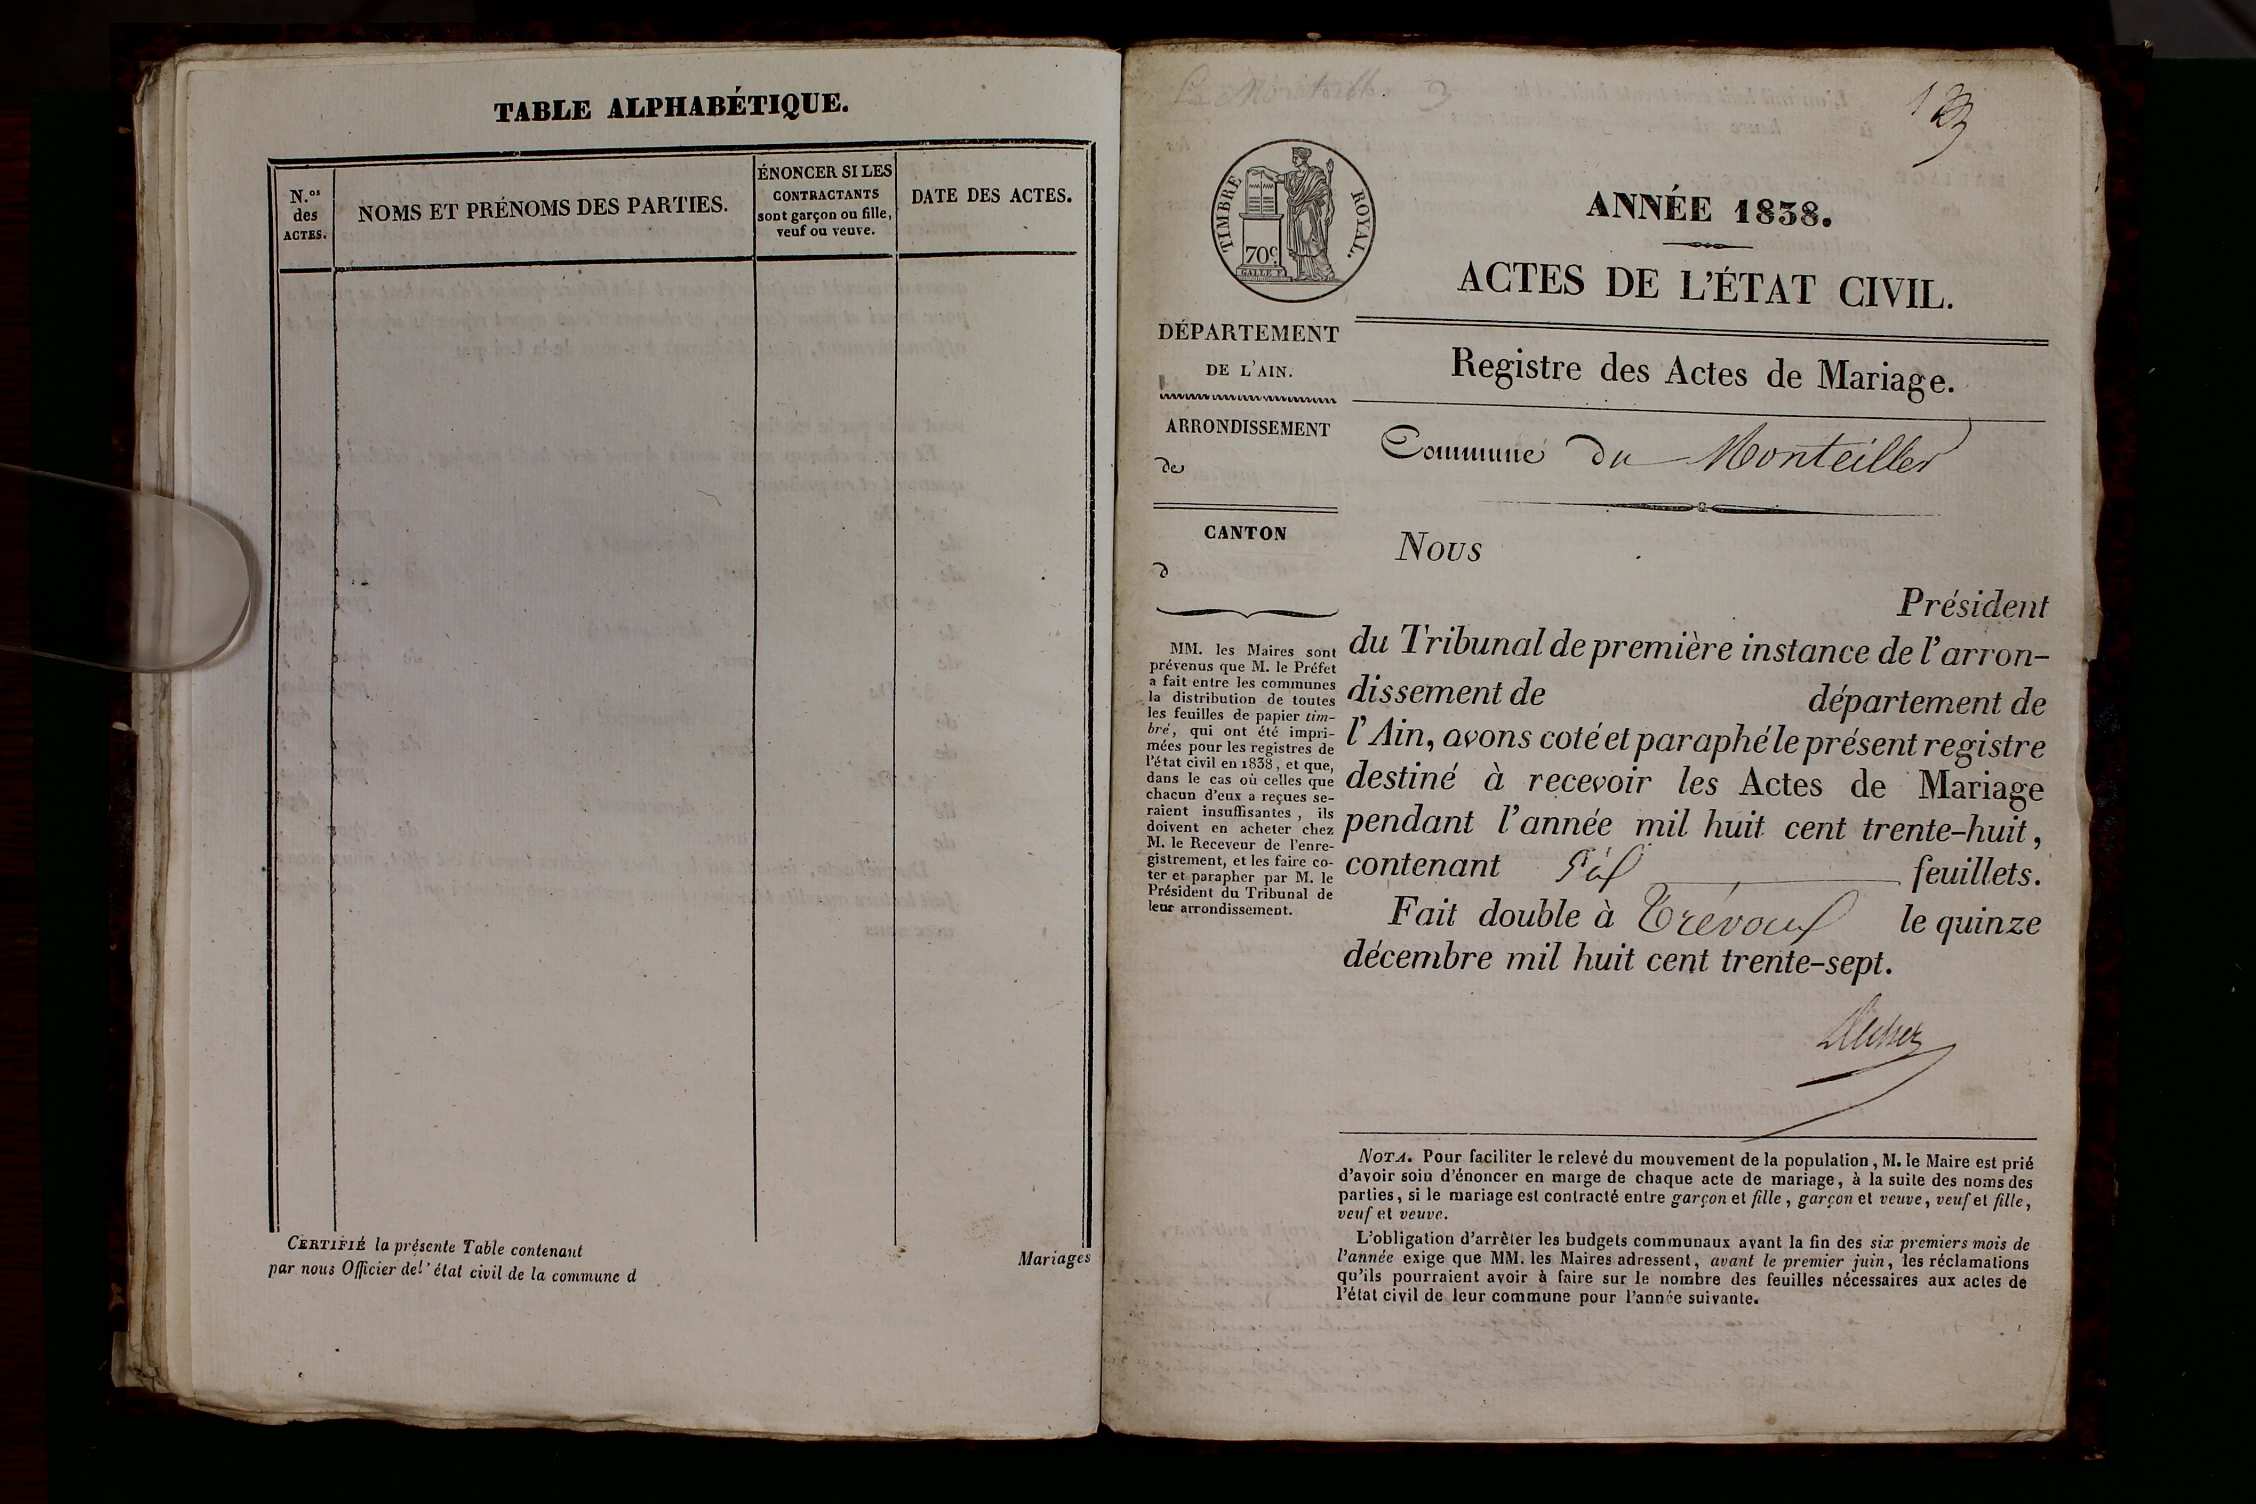 TABLE ALPHABÉTIQUE.
N.os
des
ACTES.
NOMS ET PRÉNOMS DES PARTIES.
ÉNONCER SI LES
CONTRACTANTS
sont garçon ou fille,
veuf ou veuve.
DATE DES ACTES.
CERTIFIÉ la présente Table contenant Mariages
par nous Officier de l'état civil de la commune d
TIMBRE ROYAL.
70c.
ANNÉE 1838.
ACTES DE L'ÉTAT CIVIL.
DÉPARTEMENT
DE L'AIN.
ARRONDISSEMENT
de
CANTON
d
MM. les Maires sont
prévenus que M. le Préfet
a fait entre les communes
la distribution de toutes
les feuilles de papier tim-
bré, qui ont été impri-
mées pour les registres de
l'état civil en 1838, et que,
dans le cas où celles que
chacun d'eux a reçues se-
raient insuffisantes, ils
doivent en acheter chez
M. le Receveur de l'enre-
gistrement, et les faire co-
ter et parapher par M. le
Président du Tribunal de
leur arrondissement.
Registre des Actes de Mariage.
Commune du Monteiller
Nous
Président
du Tribunal de première instance de l'arron-
dissement de département de
l'Ain, avons coté et paraphé le présent registre
destiné à recevoir les Actes de Mariage
pendant l'année mil huit cent trente-huit,
contenant feuillets.
Fait double à Trévoux le quinze
décembre mil huit cent trente-sept.
NOTA. Pour faciliter le relevé du mouvement de la population, M. le Maire est prié
d'avoir soin d'énoncer en marge de chaque acte de mariage, à la suite des noms des
parties, si le mariage est contracté entre garçon et fille, garçon et veuve, veuf et fille,
veuf et veuve.
L'obligation d'arrêter les budgets communaux avant la fin des six premiers mois de
l'année exige que MM. les Maires adressent, avant le premier juin, les réclamations
qu'ils pourraient avoir à faire sur le nombre des feuilles nécessaires aux actes de
l'état civil de leur commune pour l'année suivante.